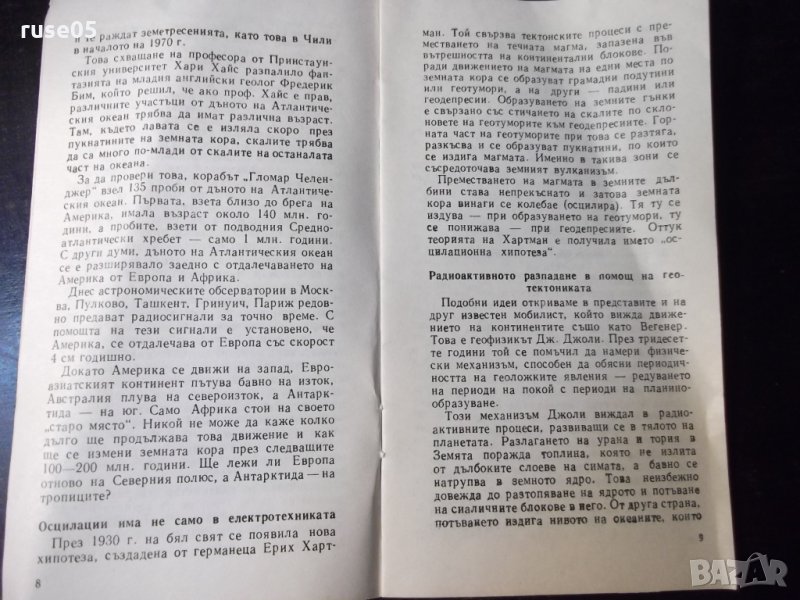 ruse05
и че раждат земетресенията, като това в Чили
в началото на 1970 г.
Това схващане на професора от Принстаун-
ския университет Хари Хайс разпалило фан-
тазията на младия английски геолог Фредерик
Бим, който решил, че ако проф. Хайс е прав,
различните участъци от дъното на Атлантиче-
ския океан трябва да имат различна възраст.
Там, където лавата се е изляла скоро през
пукнатините на земната кора, скалите трябва
да са много по-млади от скалите на останалата
част на океана.
За да провери това, корабът „Гломар Челен-
джер" взел 135 проби от дъното на Атлантиче-
ския океан. Първата, взета близо до брега на
Америка, имала възраст около 140 млн. го-
дини, а пробите, взети от подводния Средно-
атлантически хребет — само 1 млн. години.
С други думи, дъното на Атлантическия океан
се е разширявало заедно с отдалечаването на
Америка от Европа и Африка.
Днес астрономическите обсерватории в Моск-
ва, Пулково, Ташкент, Гринуич, Париж редов-
но предават радиосигнали за точно време. С
помощта на тези сигнали е установено, че
Америка, се отдалечава от Европа със скорост
4 см годишно.
Докато Америка се движи на запад, Евро-
азиатският континент пътува бавно на изток,
Австралия плува на североизток, а Антарк-
тида — на юг. Само Африка стои на своето
„старо място". Никой не може да каже колко
дълго ще продължава това движение и как
ще се измени земната кора през следващите
100—200 млн. години. Ще лежи ли Европа
отново на Северния полюс, а Антарктида — на
тропиците?
Осцилации има не само в електротехниката
През 1930 г. на бял свят се появила нова
хипотеза, създадена от германеца Ерих Харт-
8
ман. Той свързва тектонските процеси с пре-
местването на течната магма, запазена във
вътрешността на континентални блокове. По-
ради движението на магмата на едни места по
земната кора се образуват грамадни подутини
или геотумори, а на други — падини или
геодепресии. Образуването на земните гънки
е свързано със стичането на скалите по скло-
новете на геотуморите към геодепресиите. Гор-
ната част на геотуморите при това се разтяга,
разкъсва и се образуват пукнатини, по които
се издига магмата. Именно в такива зони се
съсредоточава земният вулканизъм.
Преместването на магмата в земните дъл-
бини става непрекъснато и затова земната
кора винаги се колебае (осцилира). Тя ту се
издува — при образуването на геотумори, ту
се понижава — при геодепресиите. Оттук
теорията на Хартман е получила името „ос-
цилационна хипотеза".
Радиоактивното разпадане в помощ на гео-
тектониката
Подобни идеи откриваме в представите и на
друг известен мобилист, който вижда движе-
нието на континентите също като Вегенер.
Това е геофизикът Дж. Джоли. През тридесет-
те години той се помъчил да намери физиче-
ски механизъм, способен да обясни периодич-
ността на геоложките явления — редуването
на периоди на покой с периоди на планино-
образуване.
Този механизъм Джоли виждал в радио-
активните процеси, развиващи се в тялото на
планетата. Разлагането на урана и тория в
Земята поражда топлина, която не излита
от дълбоките слоеве на симата, а бавно се
натрупва в земното ядро. Това неизбежно
довежда до разтопяване на ядрото и потъване
на сиаличните блокове в него. От друга страна,
потъването издига нивото на океаните, които
9
BAZAR